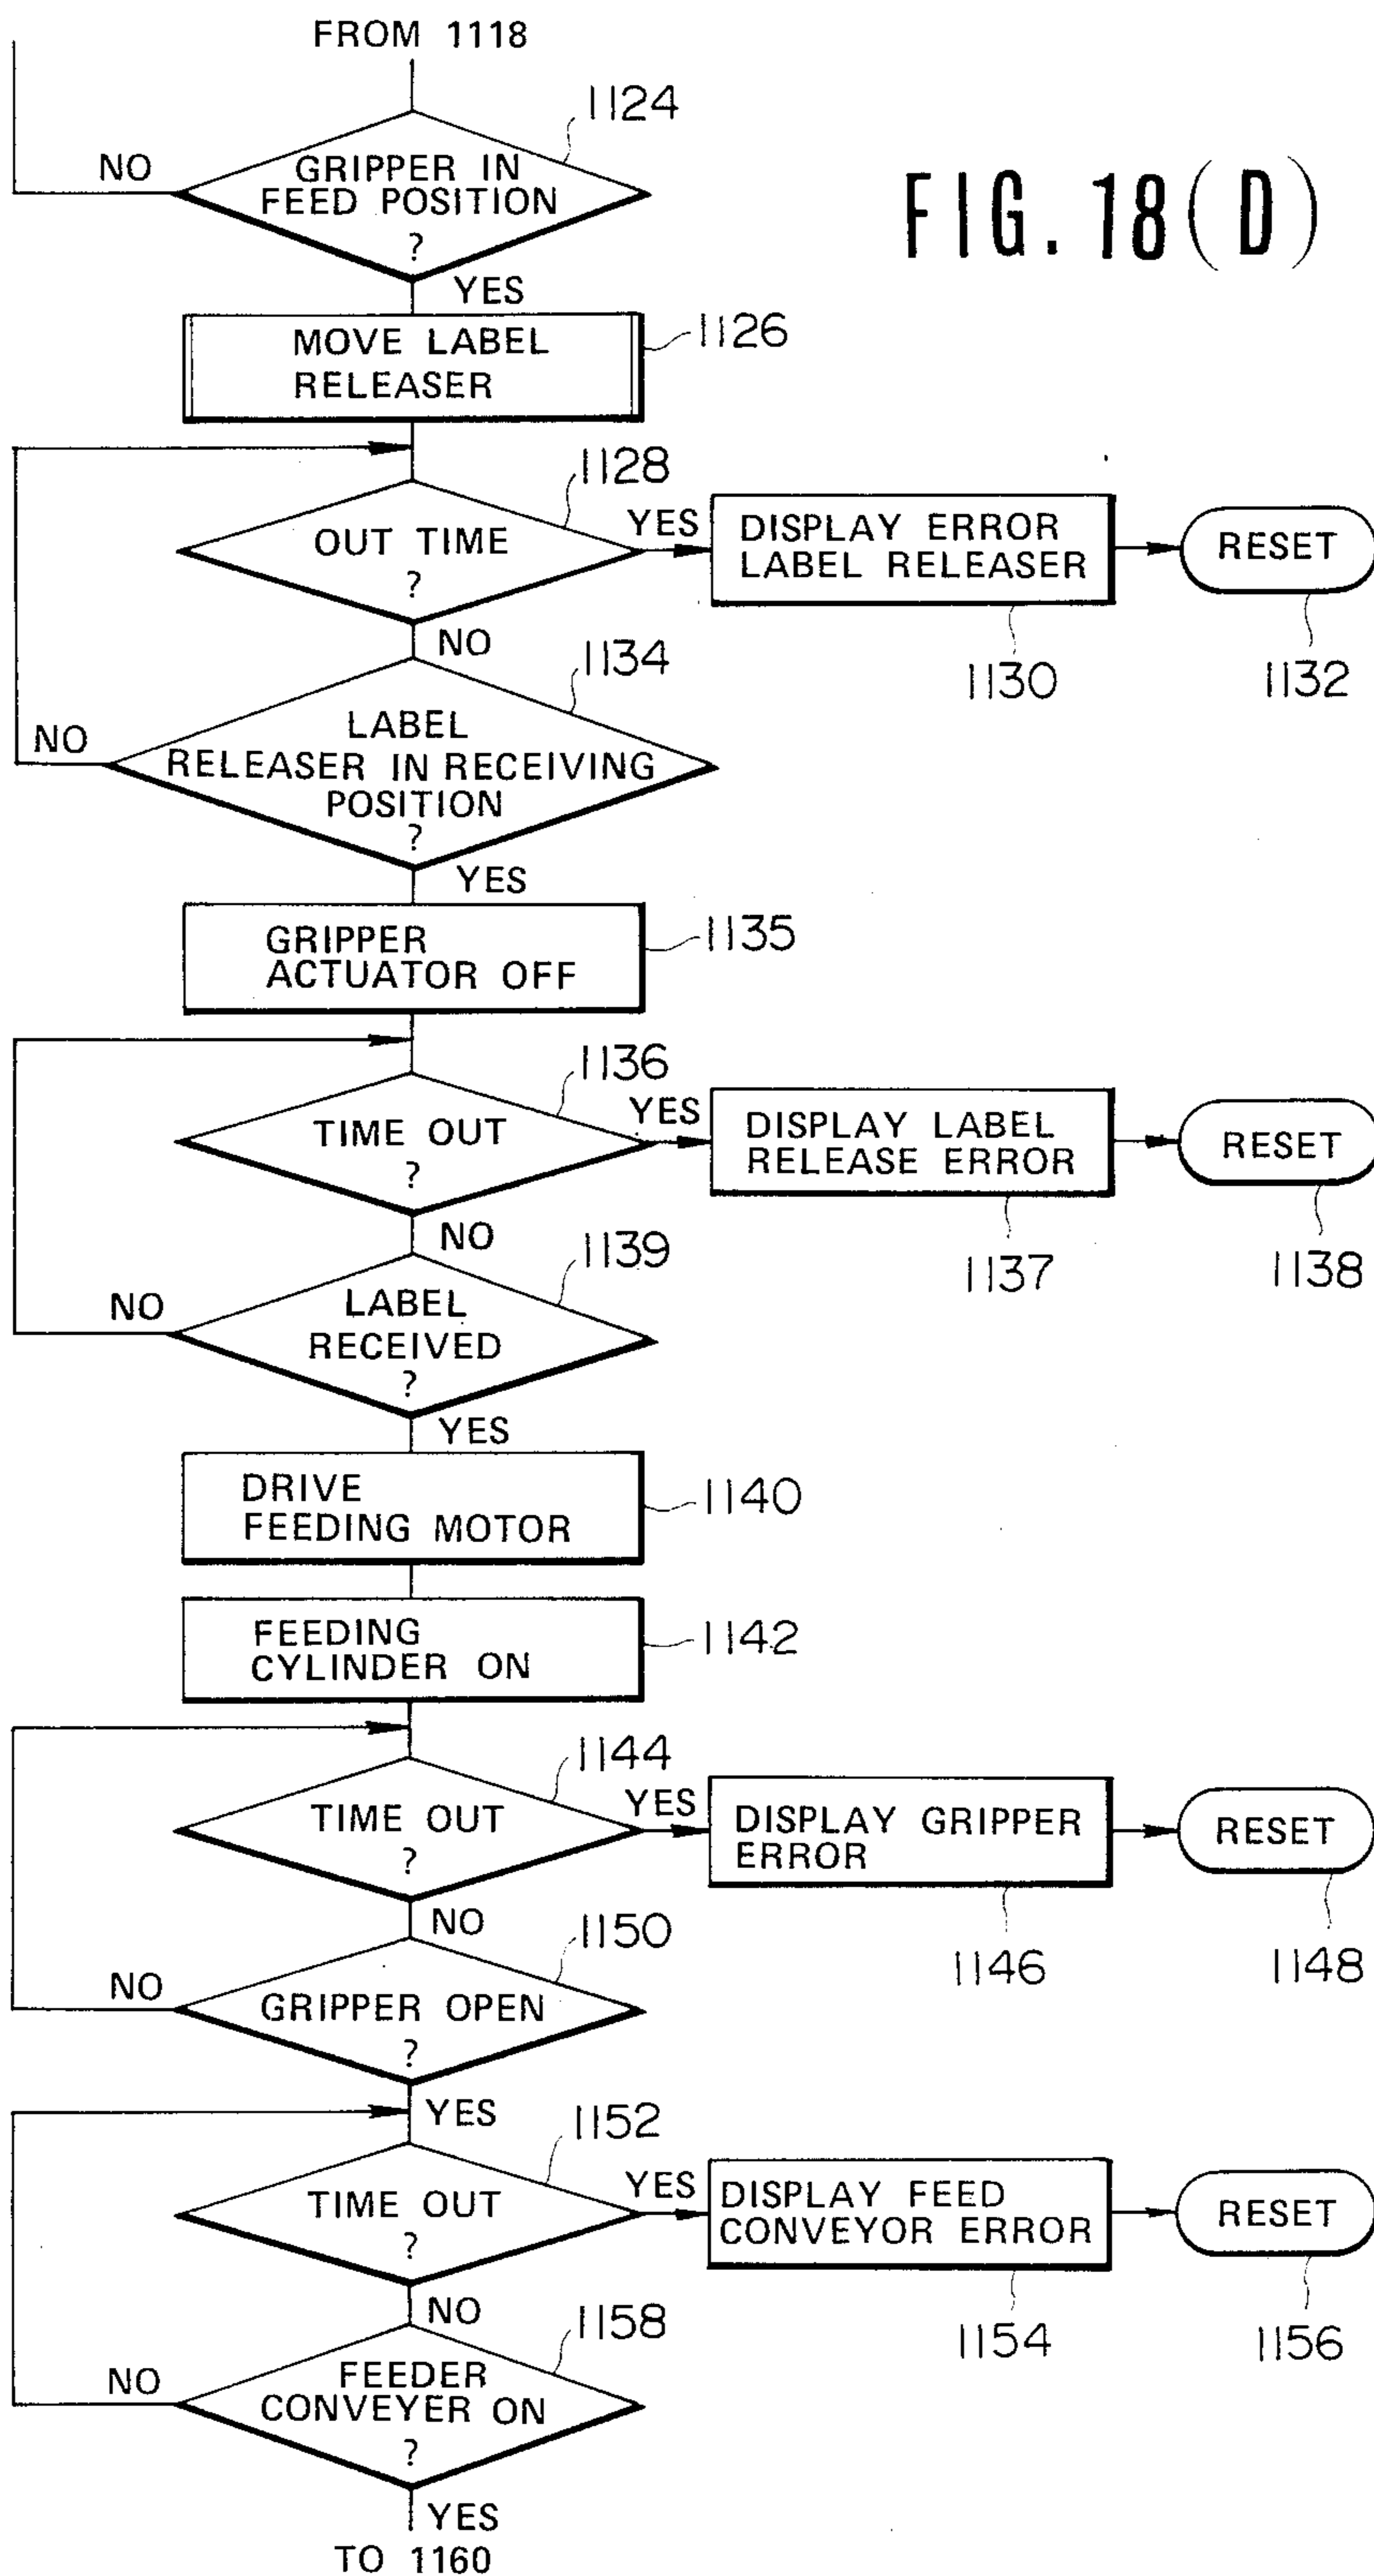 FROM 1118
1124
FIG. 18(D)
NO
GRIPPER IN
FEED POSITION
?
YES
MOVE LABEL
RELEASER
1126
1128
OUT TIME
?
YES
DISPLAY ERROR
LABEL RELEASER
RESET
NO
1134
1130
1132
NO
LABEL
RELEASER IN RECEIVING
POSITION
?
YES
GRIPPER
ACTUATOR OFF
1135
1136
TIME OUT
?
YES
DISPLAY LABEL
RELEASE ERROR
RESET
NO
1139
1137
1138
NO
LABEL
RECEIVED
?
YES
DRIVE
FEEDING MOTOR
1140
FEEDING
CYLINDER ON
1142
1144
TIME OUT
?
YES
DISPLAY GRIPPER
ERROR
RESET
NO
1150
1146
1148
NO
GRIPPER OPEN
?
YES
1152
TIME OUT
?
YES
DISPLAY FEED
CONVEYOR ERROR
RESET
NO
1158
1154
1156
NO
FEEDER
CONVEYER ON
?
YES
TO 1160